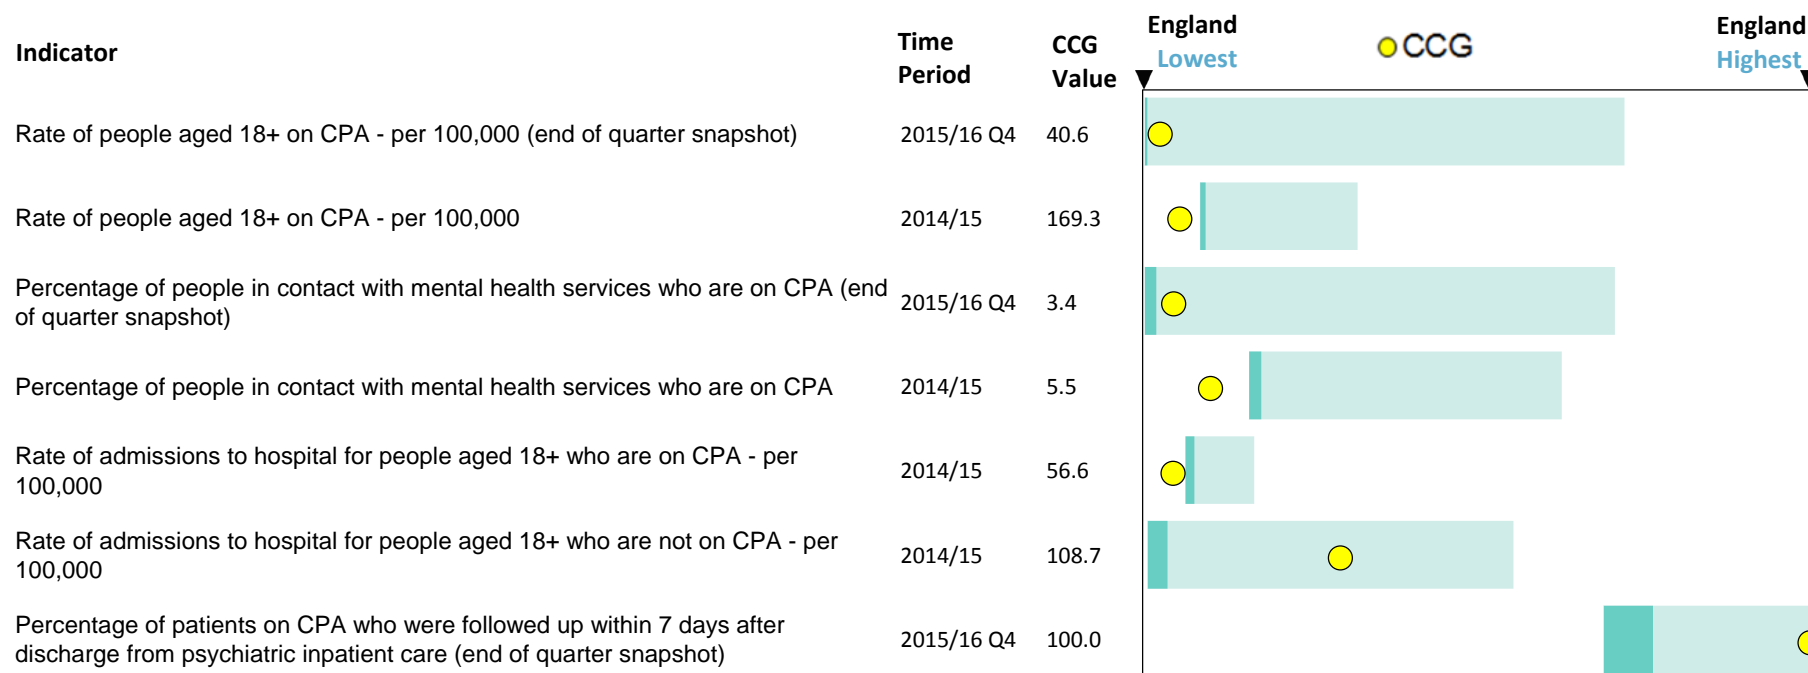 Indicator
Time Period
CCG Value
England Lowest
CCG
England Highest
Rate of people aged 18+ on CPA - per 100,000 (end of quarter snapshot) 2015/16 Q4 40.6
Rate of people aged 18+ on CPA - per 100,000 2014/15 169.3
Percentage of people in contact with mental health services who are on CPA (end
of quarter snapshot) 2015/16 Q4 3.4
Percentage of people in contact with mental health services who are on CPA 2014/15 5.5
Rate of admissions to hospital for people aged 18+ who are on CPA - per
100,000 2014/15 56.6
Rate of admissions to hospital for people aged 18+ who are not on CPA - per
100,000 2014/15 108.7
Percentage of patients on CPA who were followed up within 7 days after
discharge from psychiatric inpatient care (end of quarter snapshot) 2015/16 Q4 100.0